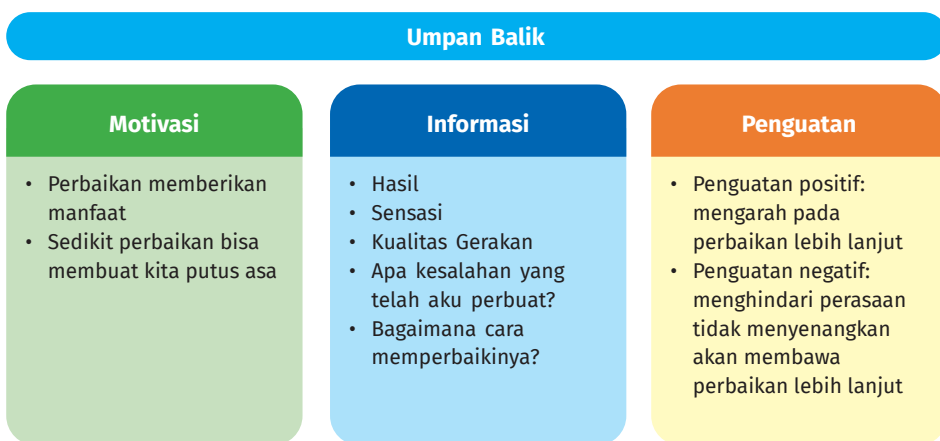 Umpan Balik
Motivasi
• Perbaikan memberikan
manfaat
• Sedikit perbaikan bisa
membuat kita putus asa
Informasi
• Hasil
• Sensasi
• Kualitas Gerakan
• Apa kesalahan yang
telah aku perbuat?
• Bagaimana cara
memperbaikinya?
Penguatan
• Penguatan positif:
mengarah pada
perbaikan lebih lanjut
• Penguatan negatif:
menghindari perasaan
tidak menyenangkan
akan membawa
perbaikan lebih lanjut